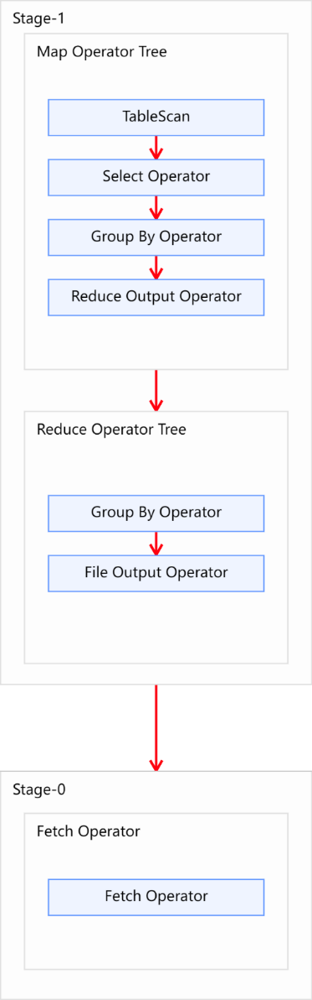 Stage-1
Map Operator Tree
TableScan
Select Operator
Group By Operator
Reduce Output Operator
Reduce Operator Tree
Group By Operator
File Output Operator
Stage-0
Fetch Operator
Fetch Operator